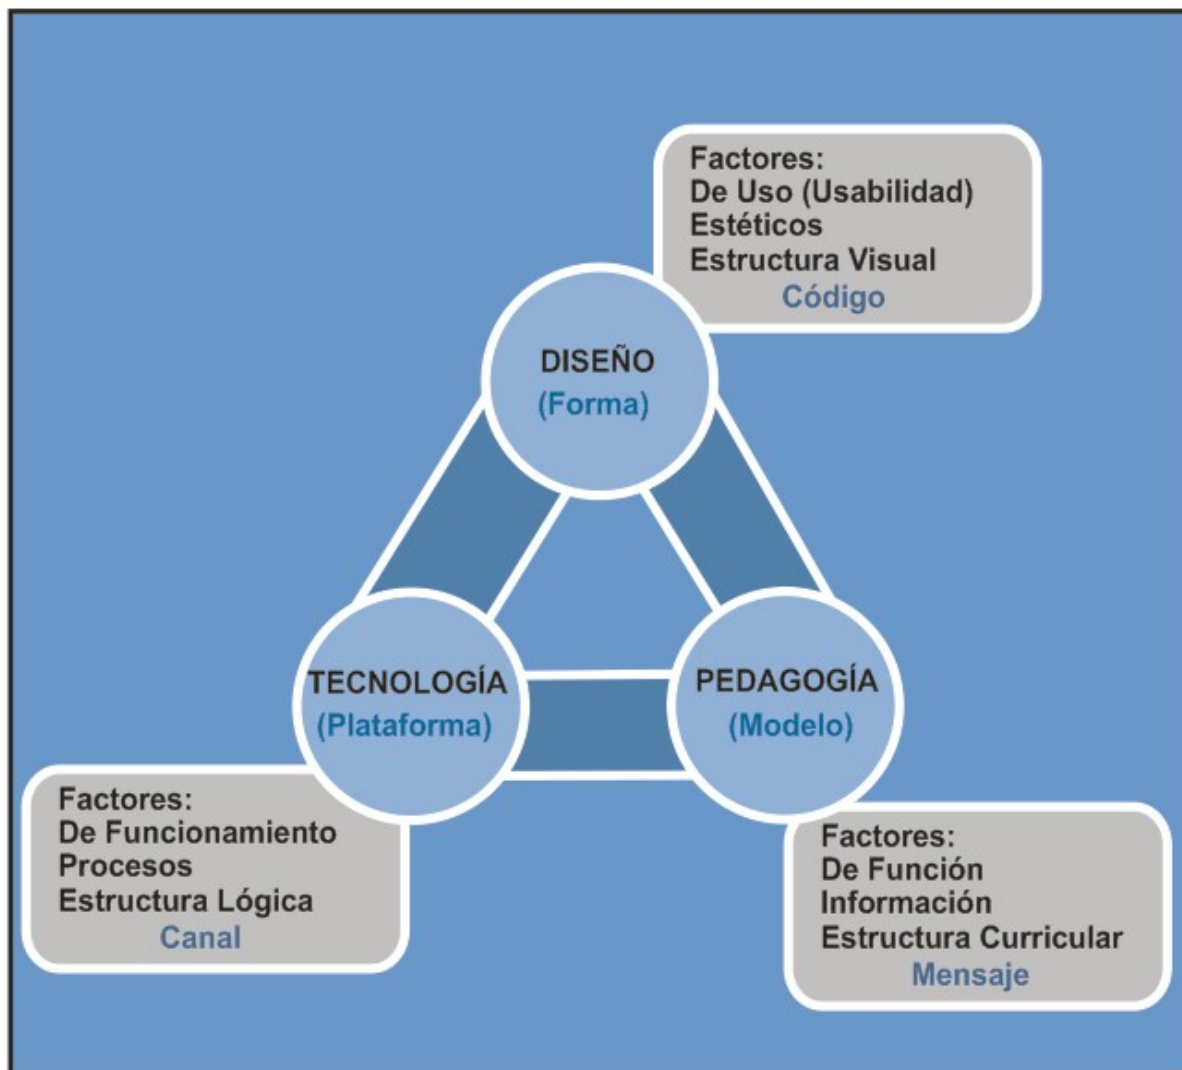 Factores:
De Uso (Usabilidad)
Estéticos
Estructura Visual
Código
DISEÑO
(Forma)
TECNOLOGÍA
(Plataforma)
PEDAGOGÍA
(Modelo)
Factores:
De Funcionamiento
Procesos
Estructura Lógica
Canal
Factores:
De Función
Información
Estructura Curricular
Mensaje